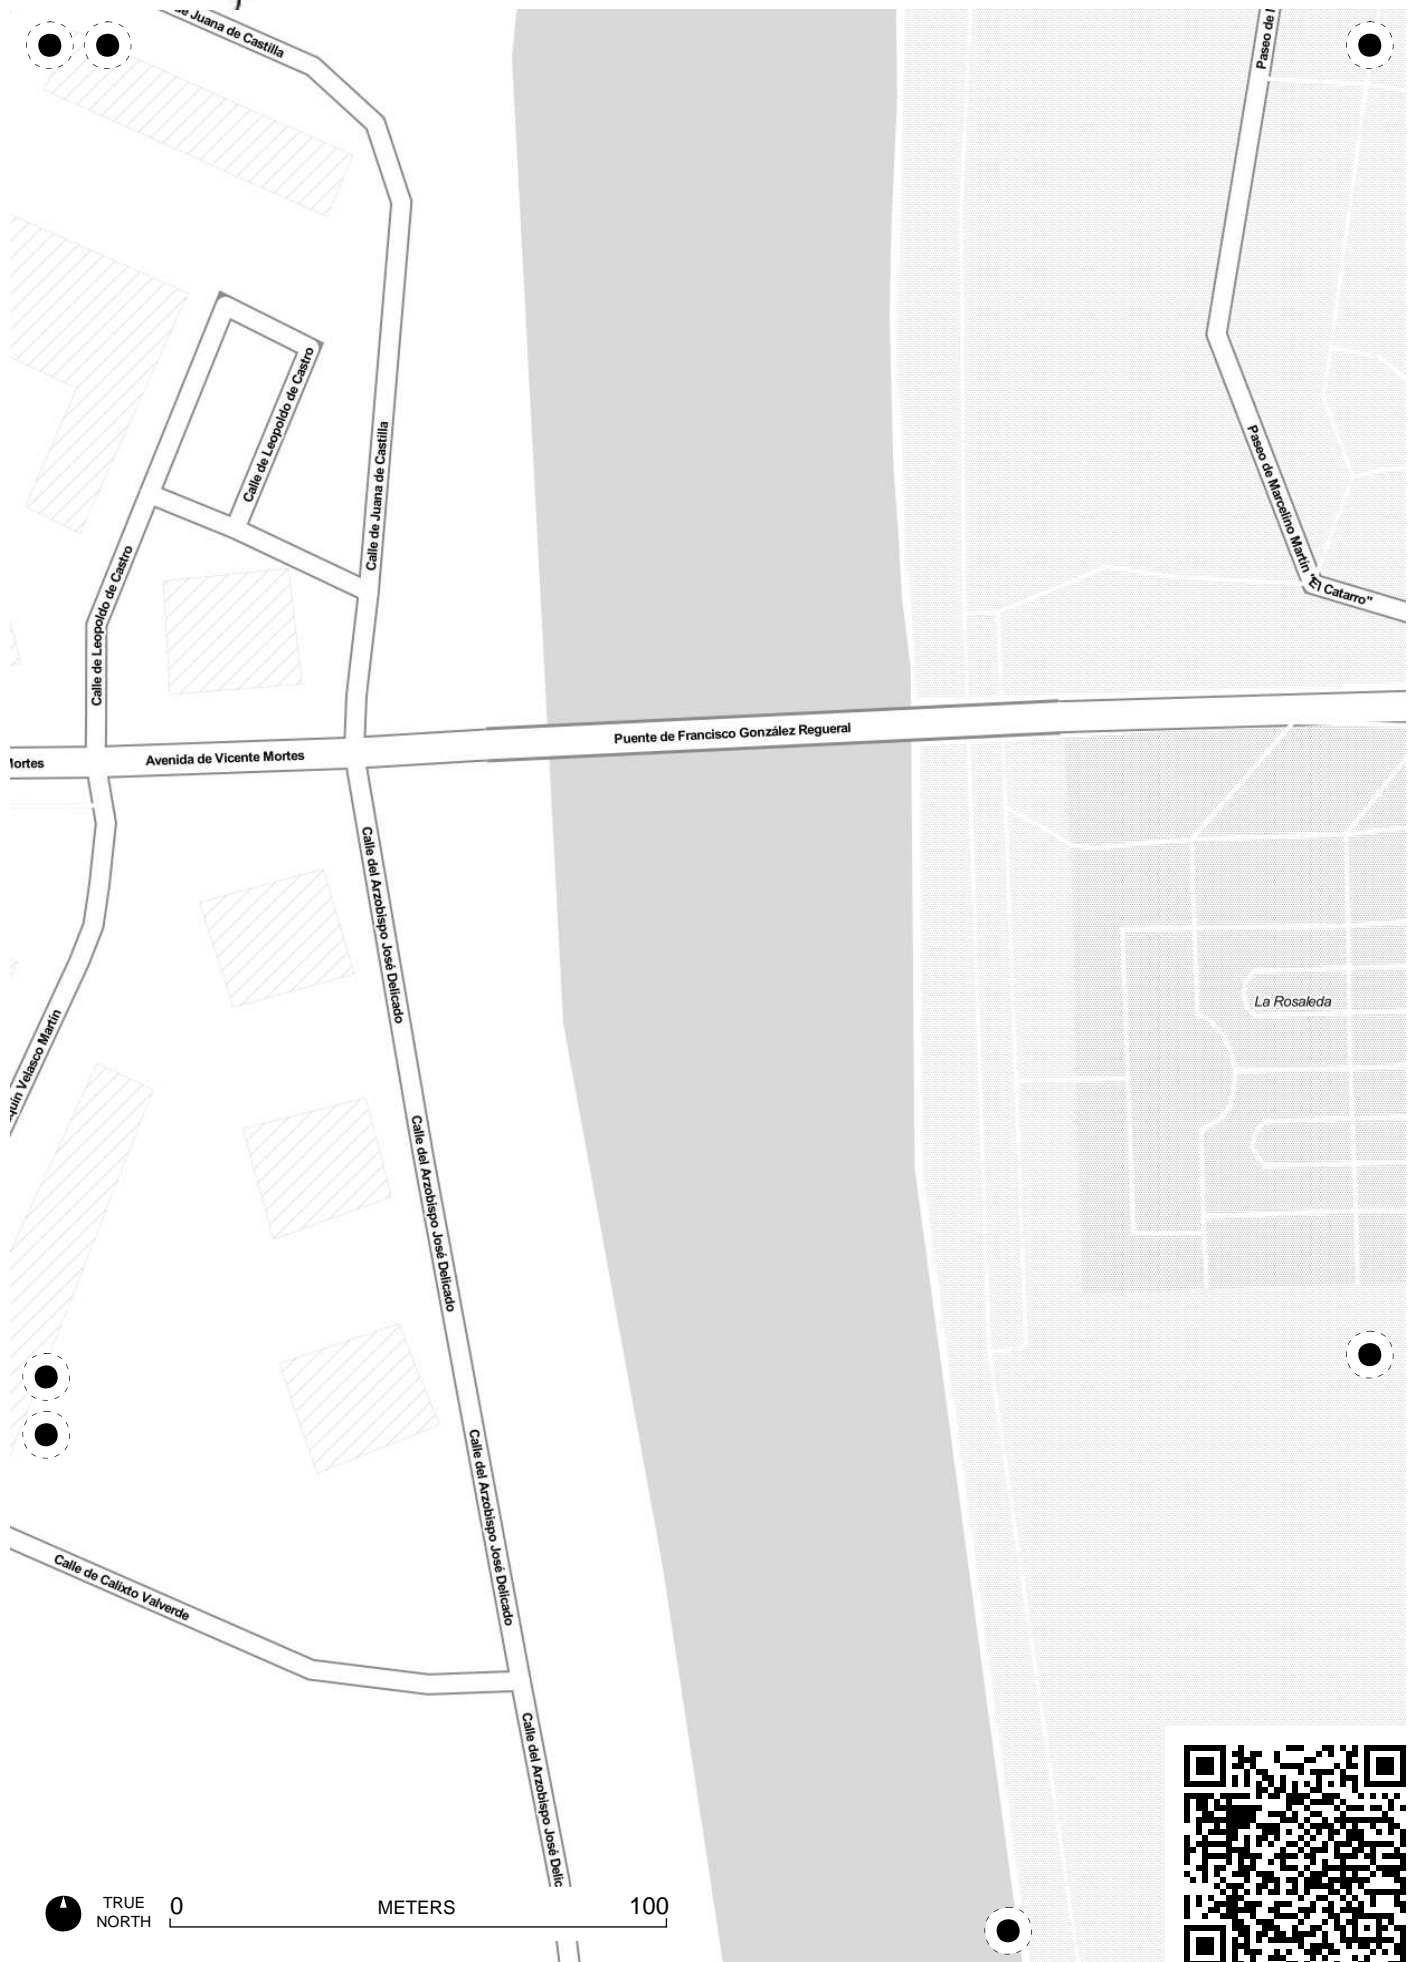 de Juana de Castilla
Paseo de
Calle de Leopoldo de Castro
Calle de Juana de Castilla
Paseo de Marcelino Martín "El Catarro"
Calle de Leopoldo de Castro
Mortes
Avenida de Vicente Mortes
Puente de Francisco González Regueral
Calle del Arzobispo José Delicado
La Rosaleda
quín Velasco Martín
Calle del Arzobispo José Delicado
Calle del Arzobispo José Delicado
Calle de Calixto Valverde
Calle del Arzobispo José Delic
TRUE
NORTH
0 METERS 100